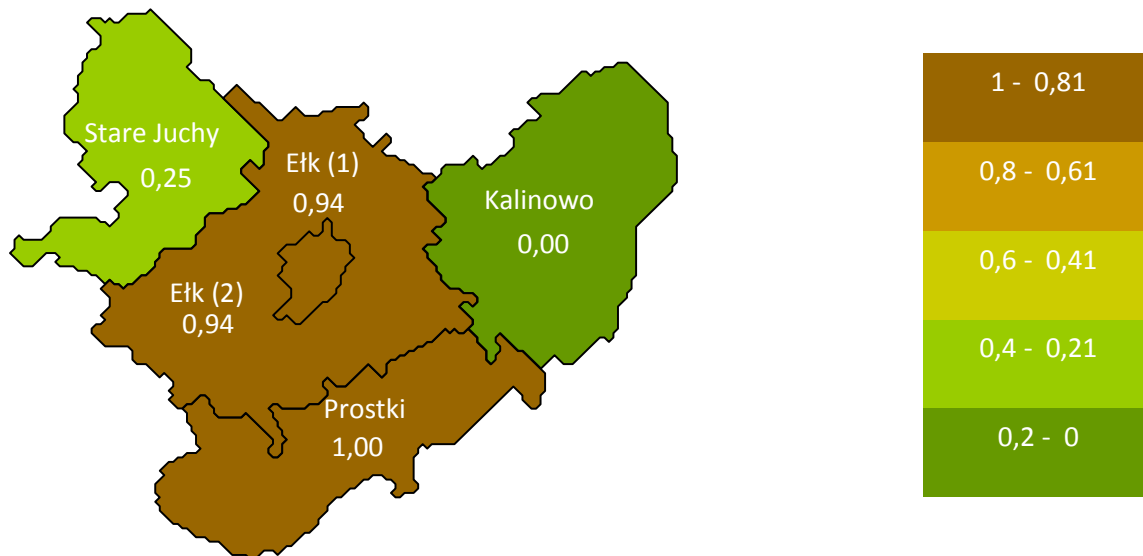 Stare Juchy
0,25
Ełk (1)
0,94
Kalinowo
0,00
Ełk (2)
0,94
Prostki
1,00
1 - 0,81
0,8 - 0,61
0,6 - 0,41
0,4 - 0,21
0,2 - 0